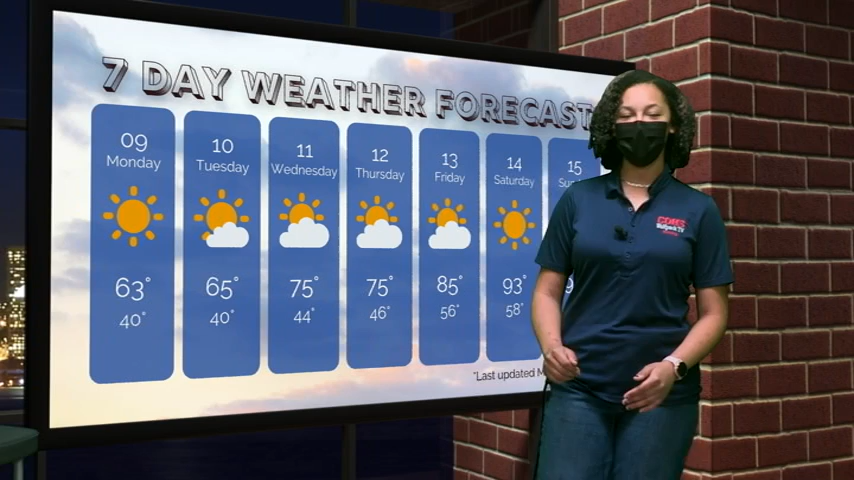 7 DAY WEATHER FORECAST
09
Monday
63°
40°
10
Tuesday
65°
40°
11
Wednesday
75°
44°
12
Thursday
75°
46°
13
Friday
85°
56°
14
Saturday
93°
58°
15
*Last updated
CORE